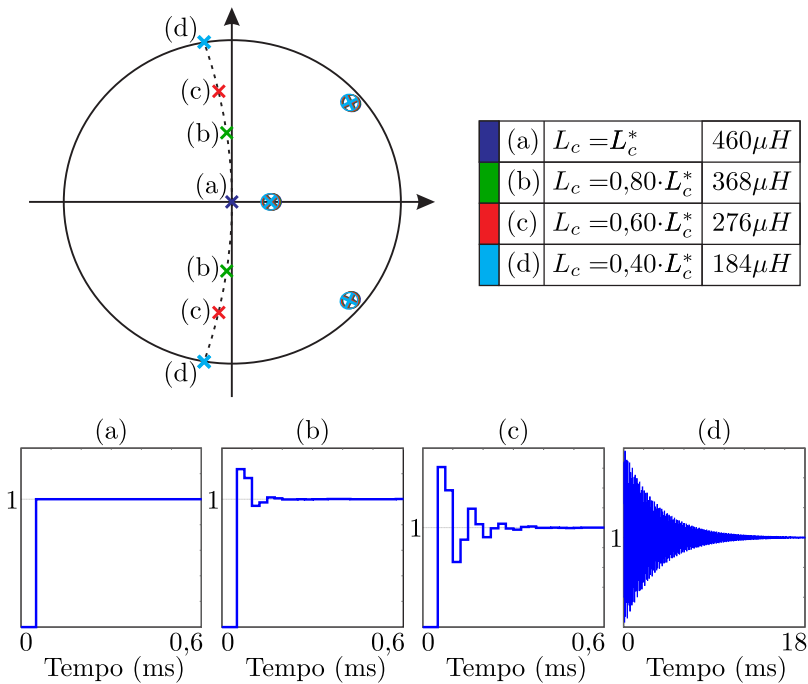 (d)
(c)
(b)
(a)
(b)
(c)
(d)
(a) L_c =L_c^* 460μH
(b) L_c =0,80·L_c^* 368μH
(c) L_c =0,60·L_c^* 276μH
(d) L_c =0,40·L_c^* 184μH
(a) (b) (c) (d)
1 1 1 1
0 0,6 0 0,6 0 0,6 0 18
Tempo (ms) Tempo (ms) Tempo (ms) Tempo (ms)